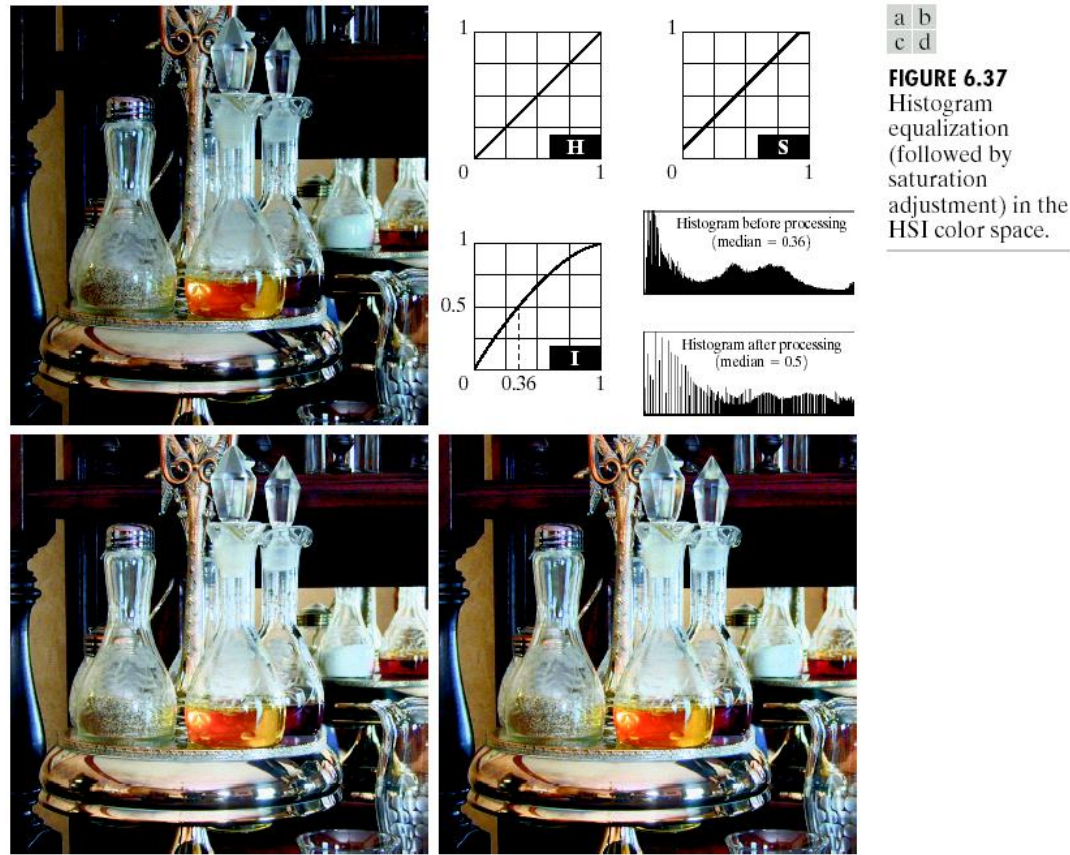 1
H
0
1
1
S
0
1
1
0.5
I
0
0.36
1
Histogram before processing
(median = 0.36)
Histogram after processing
(median = 0.5)
a b
c d
FIGURE 6.37
Histogram
equalization
(followed by
saturation
adjustment) in the
HSI color space.